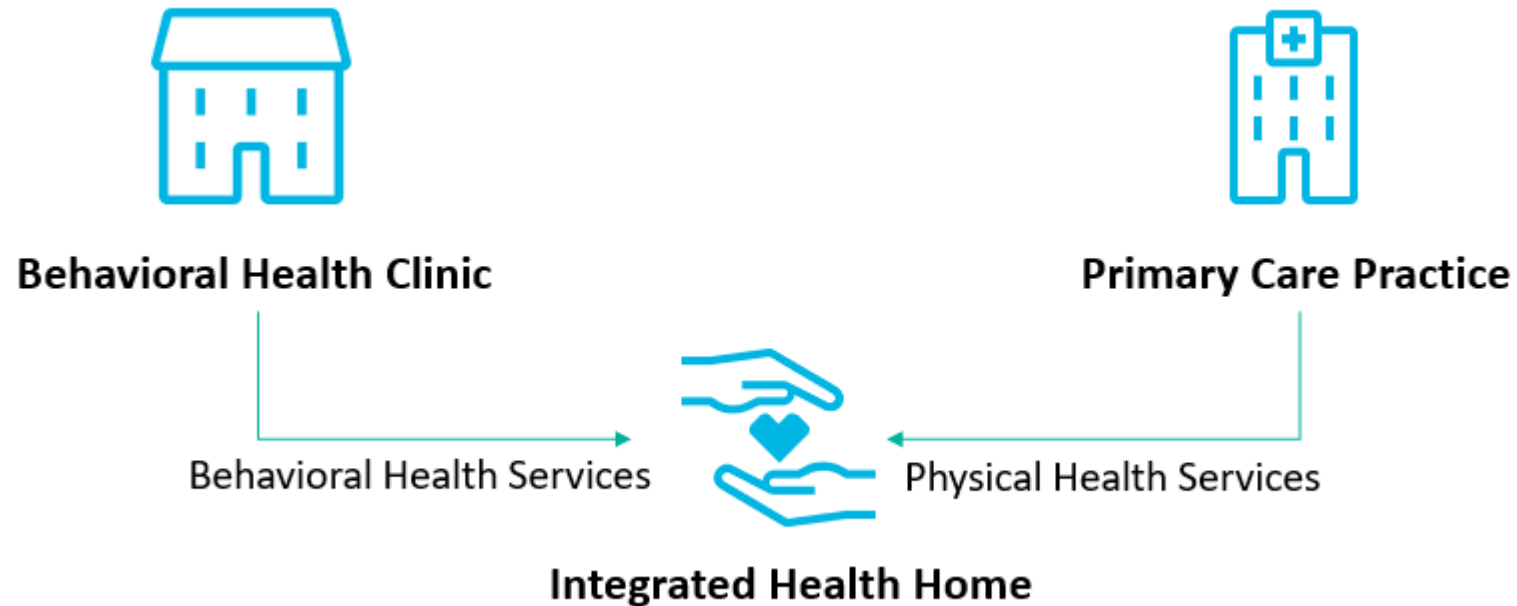 Behavioral Health Clinic
Primary Care Practice
Behavioral Health Services
Physical Health Services
Integrated Health Home